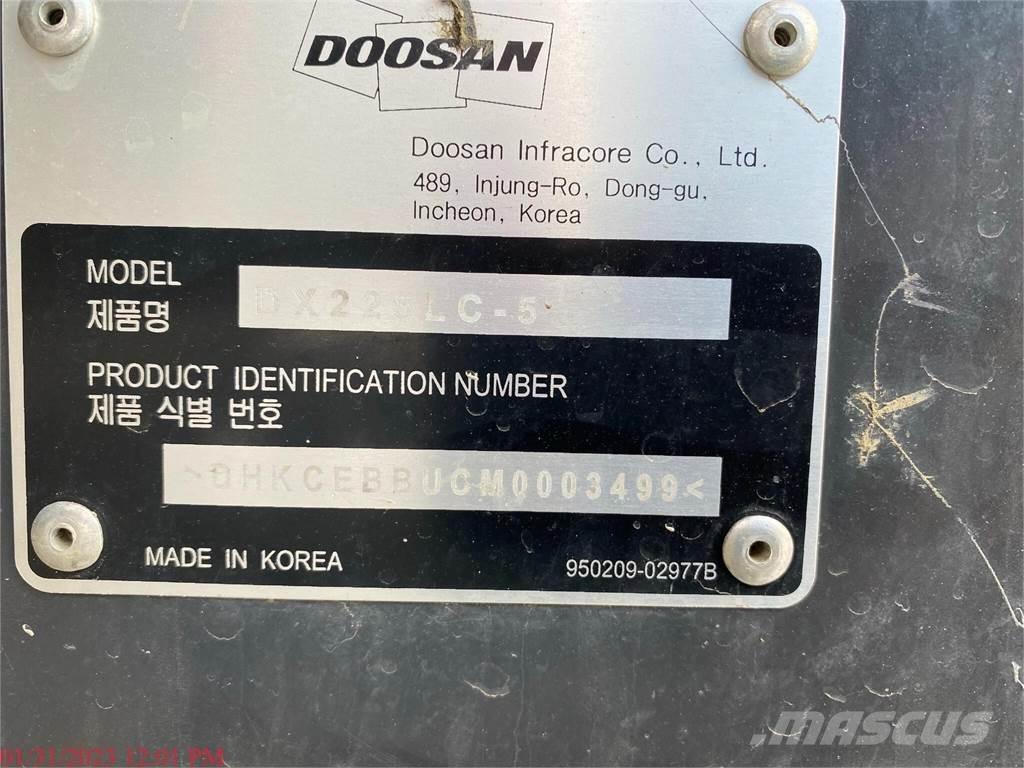 DOOSAN
Doosan Infracore Co., Ltd.
489, Injung-Ro, Dong-gu,
Incheon, Korea
MODEL
제품명
DX225LC-5
PRODUCT IDENTIFICATION NUMBER
제품 식별 번호
>DHKCEBBUCM0003499<
MADE IN KOREA
950209-02977B
MASCUS
01/31/2023 12:01 PM